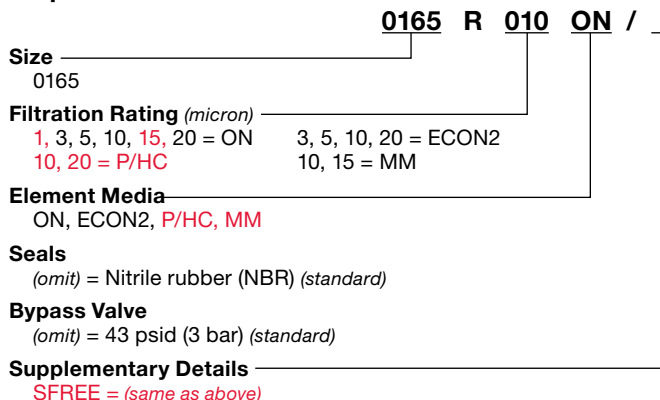 0165 R 010 ON / _
Size
0165
Filtration Rating (micron)
1, 3, 5, 10, 15, 20 = ON 3, 5, 10, 20 = ECON2
10, 20 = P/HC 10, 15 = MM
Element Media
ON, ECON2, P/HC, MM
Seals
(omit) = Nitrile rubber (NBR) (standard)
Bypass Valve
(omit) = 43 psid (3 bar) (standard)
Supplementary Details
SFREE = (same as above)